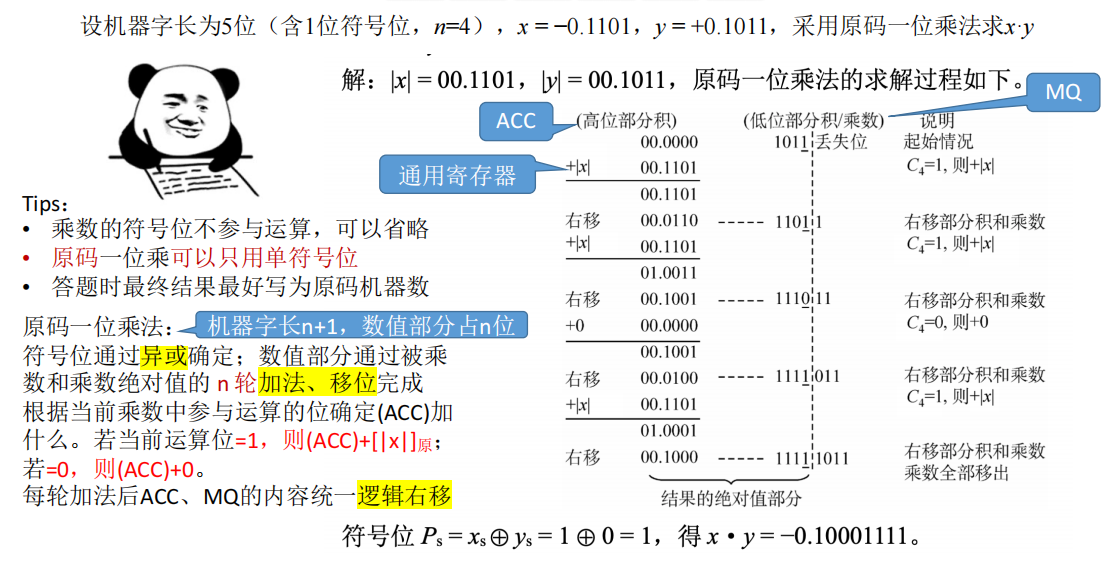 设机器字长为5位（含1位符号位，n=4），x = −0.1101，y = +0.1011，采用原码一位乘法求x·y
解：|x| = 00.1101，|y| = 00.1011，原码一位乘法的求解过程如下。
MQ
ACC
(高位部分积) (低位部分积/乘数) 说明
00.0000 1011 丢失位 起始情况
通用寄存器
+|x| 00.1101 C₄=1, 则+|x|
00.1101
右移 00.0110 ----- 1101 1 右移部分积和乘数
+|x| 00.1101 C₄=1, 则+|x|
01.0011
右移 00.1001 ----- 1110 11 右移部分积和乘数
+0 00.0000 C₄=0, 则+0
00.1001
右移 00.0100 ----- 1111 011 右移部分积和乘数
+|x| 00.1101 C₄=1, 则+|x|
01.0001
右移 00.1000 ----- 1111 1011 右移部分积和乘数
乘数全部移出
结果的绝对值部分
Tips：
• 乘数的符号位不参与运算，可以省略
• 原码一位乘可以只用单符号位
• 答题时最终结果最好写为原码机器数
原码一位乘法：
机器字长n+1，数值部分占n位
符号位通过异或确定；数值部分通过被乘
数和乘数绝对值的 n 轮加法、移位完成
根据当前乘数中参与运算的位确定(ACC)加
什么。若当前运算位=1，则(ACC)+[|x|]原；
若=0，则(ACC)+0。
每轮加法后ACC、MQ的内容统一逻辑右移
符号位 Pₛ = xₛ ⊕ yₛ = 1 ⊕ 0 = 1，得 x • y = −0.10001111。